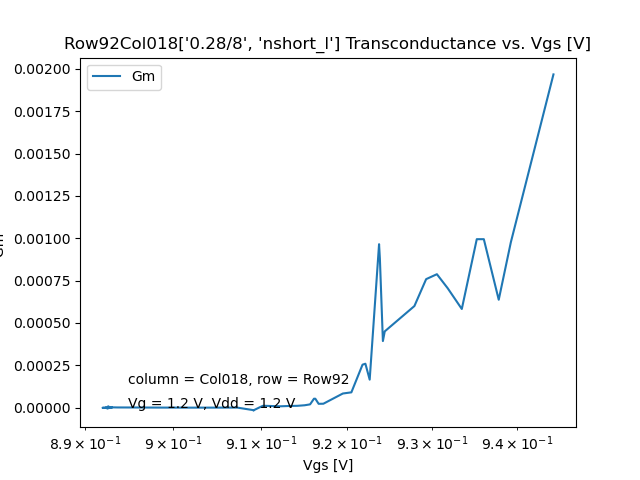 Row92Col018['0.28/8', 'nshort_l'] Transconductance vs. Vgs [V]
Gm
0.00200
0.00175
0.00150
0.00125
0.00100
0.00075
0.00050
0.00025
0.00000
Gm
column = Col018, row = Row92
Vg = 1.2 V, Vdd = 1.2 V
8.9 × 10⁻¹ 9 × 10⁻¹ 9.1 × 10⁻¹ 9.2 × 10⁻¹ 9.3 × 10⁻¹ 9.4 × 10⁻¹
Vgs [V]